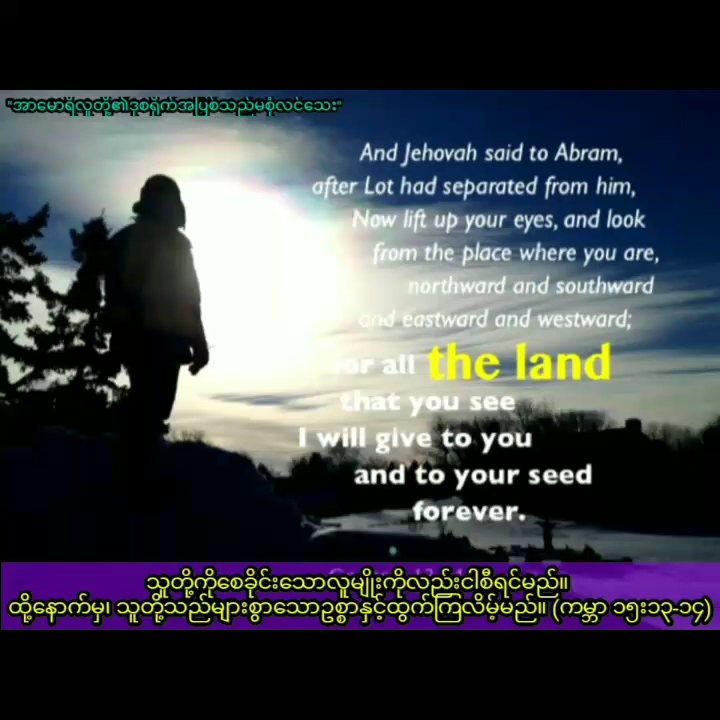 "အာမောရိလူတို့၏ဒုစရိုက်အပြစ်သည်မစုံလင်သေး"
And Jehovah said to Abram,
after Lot had separated from him,
Now lift up your eyes, and look
from the place where you are,
northward and southward
and eastward and westward;
for all the land
that you see
I will give to you
and to your seed
forever.
သူတို့ကိုစေခိုင်းသောလူမျိုးကိုလည်းငါစီရင်မည်။
ထို့နောက်မှ၊ သူတို့သည်များစွာသောဥစ္စာနှင့်ထွက်ကြလိမ့်မည်။ (ကမ္ဘာ ၁၅း၁၃-၁၄)